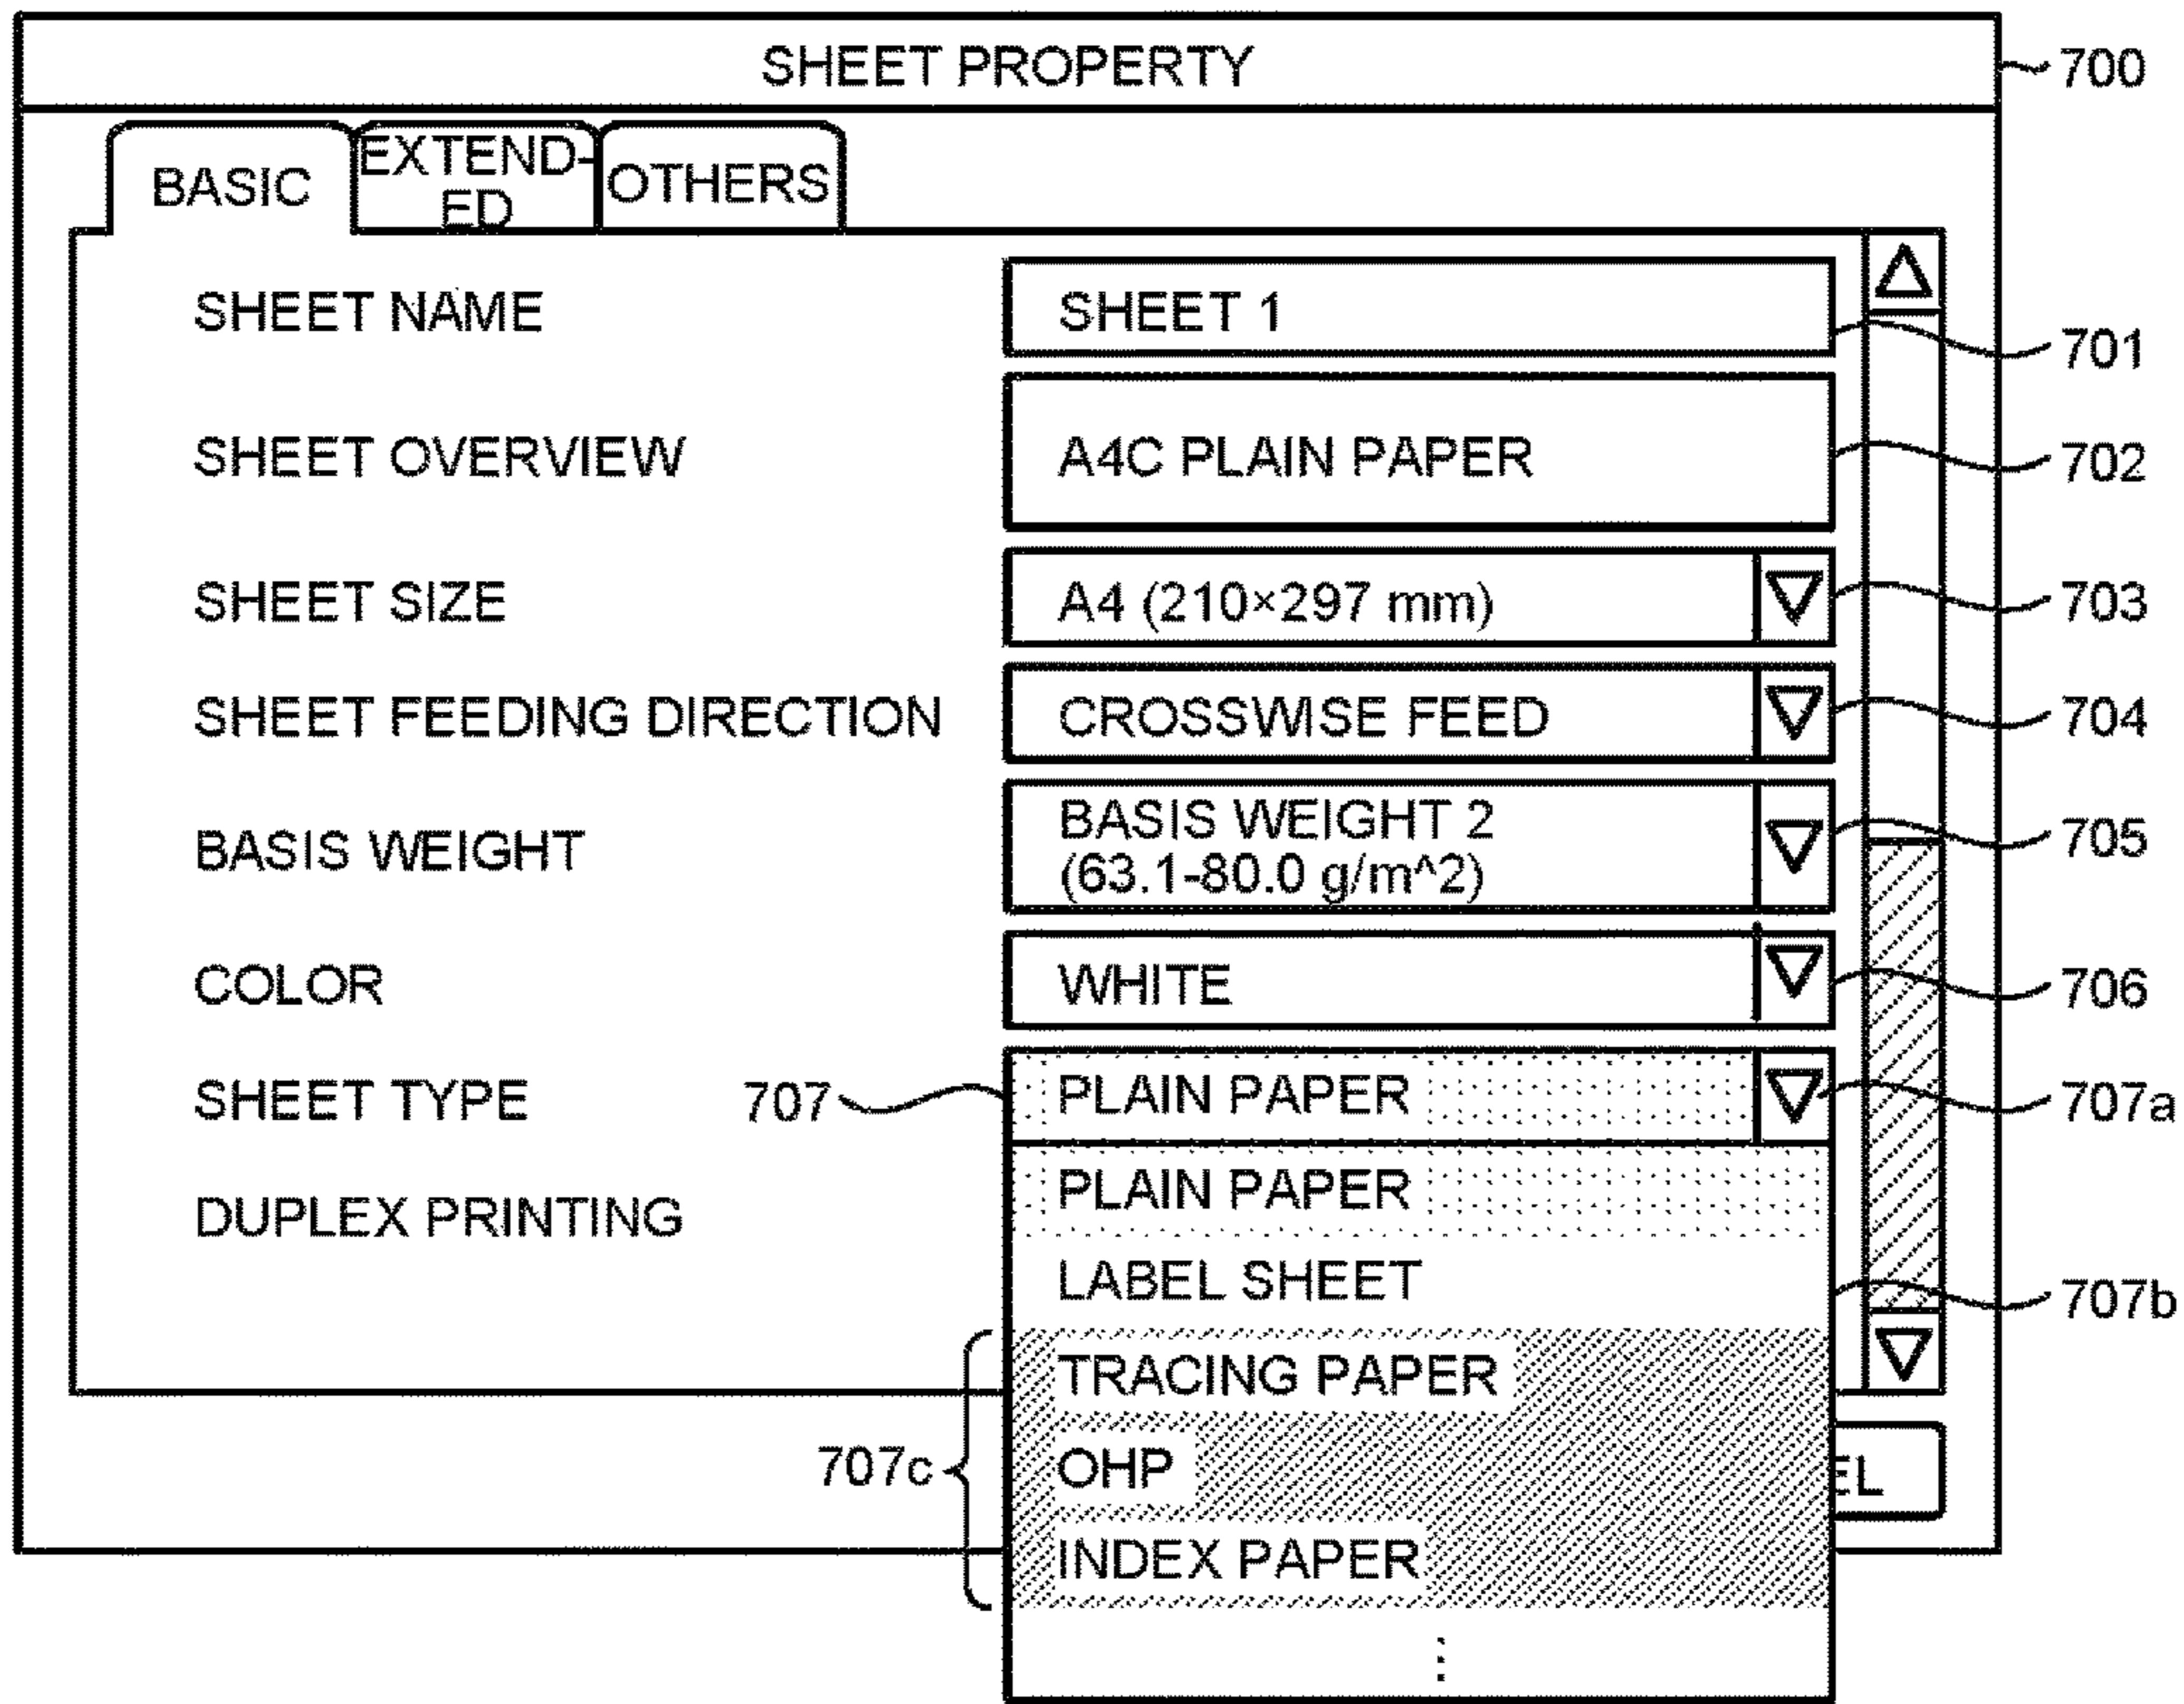 SHEET PROPERTY
700
BASIC
EXTEND-
ED
OTHERS
SHEET NAME
SHEET 1
701
SHEET OVERVIEW
A4C PLAIN PAPER
702
SHEET SIZE
A4 (210×297 mm)
703
SHEET FEEDING DIRECTION
CROSSWISE FEED
704
BASIS WEIGHT
BASIS WEIGHT 2
(63.1-80.0 g/m^2)
705
COLOR
WHITE
706
SHEET TYPE
707
PLAIN PAPER
707a
PLAIN PAPER
DUPLEX PRINTING
LABEL SHEET
707b
TRACING PAPER
707c
OHP
EL
INDEX PAPER
⋮